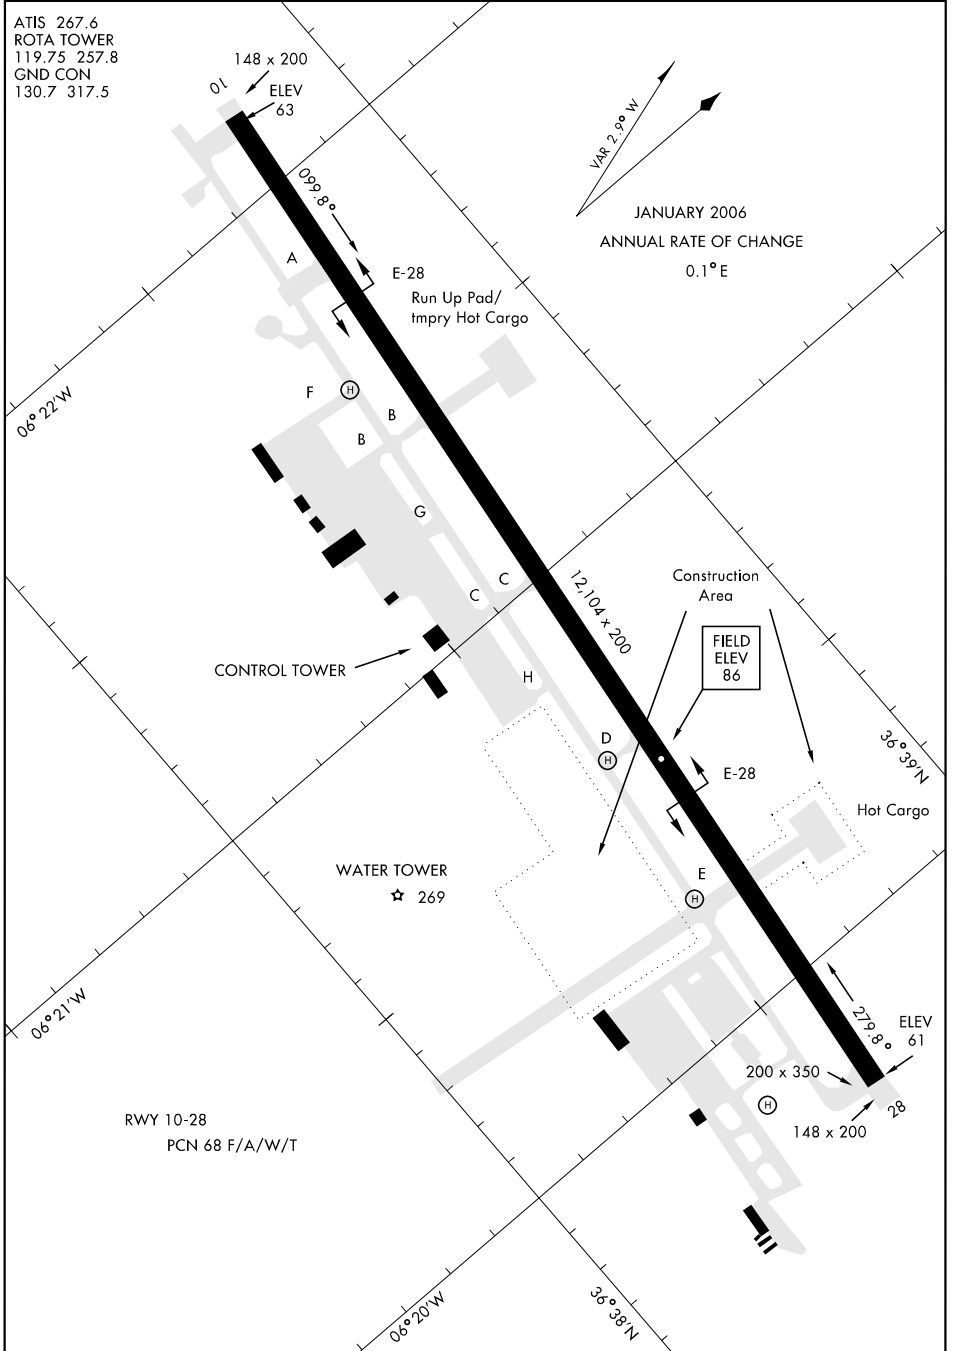 ATIS 267.6
ROTA TOWER
119.75 257.8
GND CON
130.7 317.5
148 x 200
10
ELEV
63
VAR 2.9° W
099.8°
JANUARY 2006
ANNUAL RATE OF CHANGE
0.1° E
A
E-28
Run Up Pad/
tmpry Hot Cargo
06° 22'W
F
H
B
B
G
C
C
12,104 x 200
Construction
Area
FIELD
ELEV
86
CONTROL TOWER
H
D
H
36° 39'N
E-28
Hot Cargo
WATER TOWER
269
E
H
06° 21'W
279.8°
ELEV
61
200 x 350
H
28
148 x 200
RWY 10-28
PCN 68 F/A/W/T
06° 20'W
36° 38'N